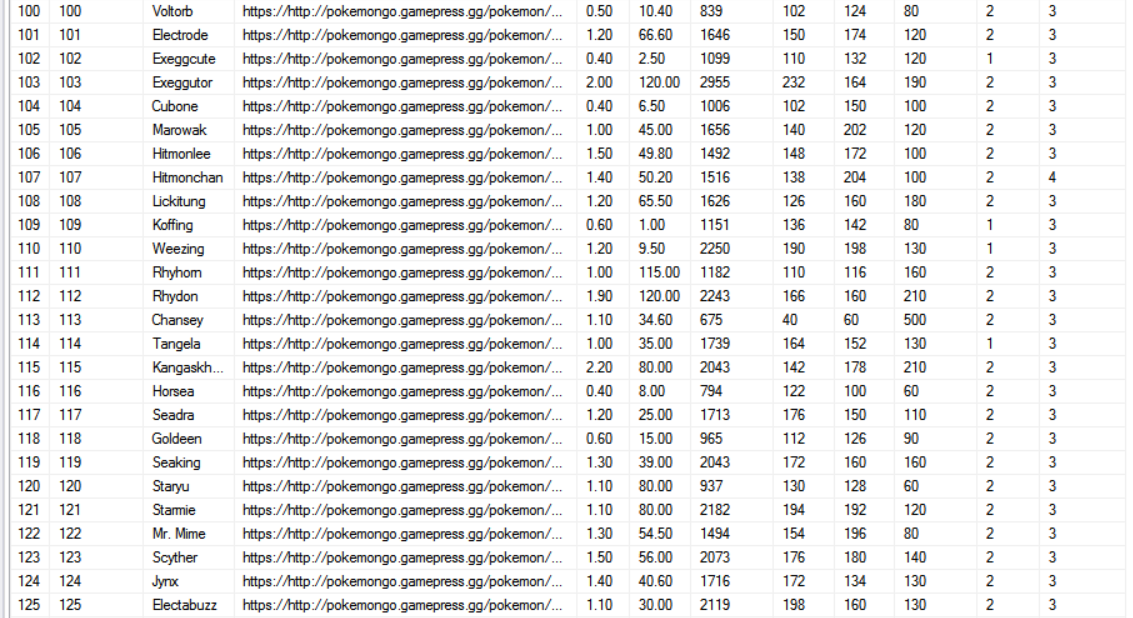 100 100 Voltorb https://http://pokemongo.gamepress.gg/pokemon/... 0.50 10.40 839 102 124 80 2 3
101 101 Electrode https://http://pokemongo.gamepress.gg/pokemon/... 1.20 66.60 1646 150 174 120 2 3
102 102 Exeggcute https://http://pokemongo.gamepress.gg/pokemon/... 0.40 2.50 1099 110 132 120 1 3
103 103 Exeggutor https://http://pokemongo.gamepress.gg/pokemon/... 2.00 120.00 2955 232 164 190 2 3
104 104 Cubone https://http://pokemongo.gamepress.gg/pokemon/... 0.40 6.50 1006 102 150 100 2 3
105 105 Marowak https://http://pokemongo.gamepress.gg/pokemon/... 1.00 45.00 1656 140 202 120 2 3
106 106 Hitmonlee https://http://pokemongo.gamepress.gg/pokemon/... 1.50 49.80 1492 148 172 100 2 3
107 107 Hitmonchan https://http://pokemongo.gamepress.gg/pokemon/... 1.40 50.20 1516 138 204 100 2 4
108 108 Lickitung https://http://pokemongo.gamepress.gg/pokemon/... 1.20 65.50 1626 126 160 180 2 3
109 109 Koffing https://http://pokemongo.gamepress.gg/pokemon/... 0.60 1.00 1151 136 142 80 1 3
110 110 Weezing https://http://pokemongo.gamepress.gg/pokemon/... 1.20 9.50 2250 190 198 130 1 3
111 111 Rhyhorn https://http://pokemongo.gamepress.gg/pokemon/... 1.00 115.00 1182 110 116 160 2 3
112 112 Rhydon https://http://pokemongo.gamepress.gg/pokemon/... 1.90 120.00 2243 166 160 210 2 3
113 113 Chansey https://http://pokemongo.gamepress.gg/pokemon/... 1.10 34.60 675 40 60 500 2 3
114 114 Tangela https://http://pokemongo.gamepress.gg/pokemon/... 1.00 35.00 1739 164 152 130 1 3
115 115 Kangaskh... https://http://pokemongo.gamepress.gg/pokemon/... 2.20 80.00 2043 142 178 210 2 3
116 116 Horsea https://http://pokemongo.gamepress.gg/pokemon/... 0.40 8.00 794 122 100 60 2 3
117 117 Seadra https://http://pokemongo.gamepress.gg/pokemon/... 1.20 25.00 1713 176 150 110 2 3
118 118 Goldeen https://http://pokemongo.gamepress.gg/pokemon/... 0.60 15.00 965 112 126 90 2 3
119 119 Seaking https://http://pokemongo.gamepress.gg/pokemon/... 1.30 39.00 2043 172 160 160 2 3
120 120 Staryu https://http://pokemongo.gamepress.gg/pokemon/... 1.10 80.00 937 130 128 60 2 3
121 121 Starmie https://http://pokemongo.gamepress.gg/pokemon/... 1.10 80.00 2182 194 192 120 2 3
122 122 Mr. Mime https://http://pokemongo.gamepress.gg/pokemon/... 1.30 54.50 1494 154 196 80 2 3
123 123 Scyther https://http://pokemongo.gamepress.gg/pokemon/... 1.50 56.00 2073 176 180 140 2 3
124 124 Jynx https://http://pokemongo.gamepress.gg/pokemon/... 1.40 40.60 1716 172 134 130 2 3
125 125 Electabuzz https://http://pokemongo.gamepress.gg/pokemon/... 1.10 30.00 2119 198 160 130 2 3